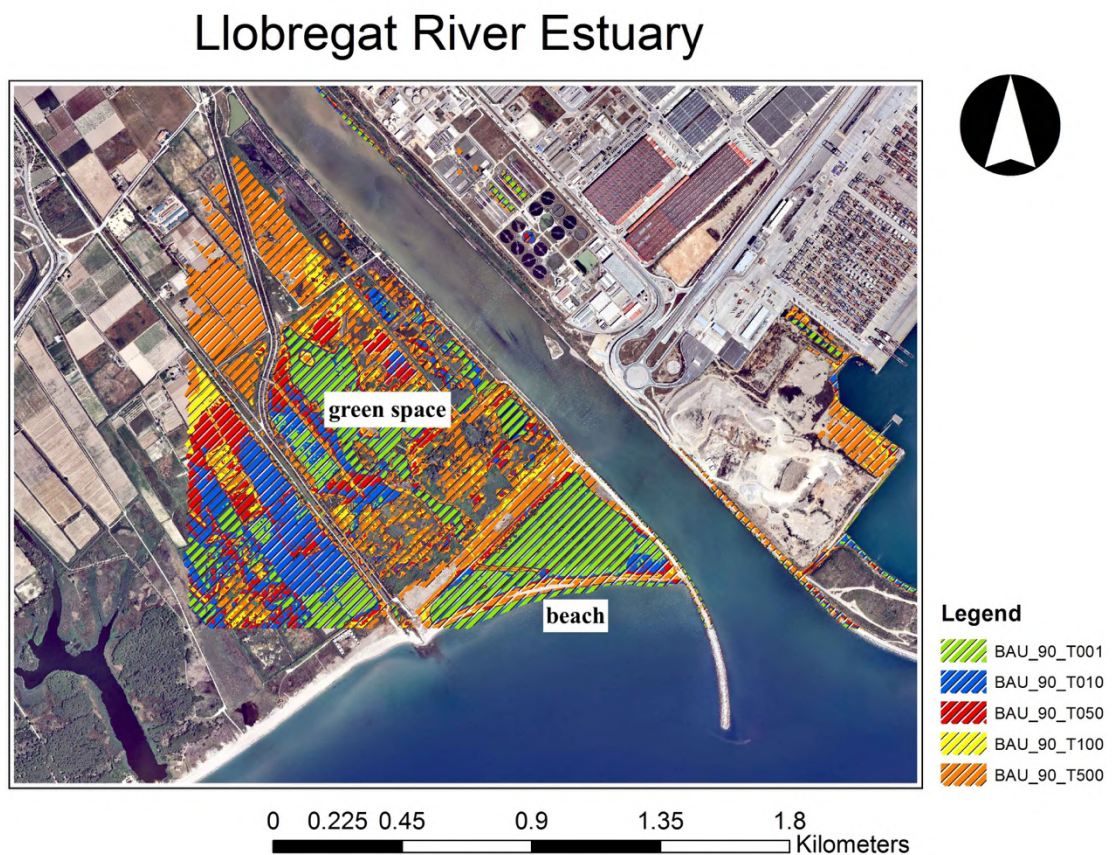 Llobregat River Estuary
green space
beach
Legend
BAU_90_T001
BAU_90_T010
BAU_90_T050
BAU_90_T100
BAU_90_T500
0 0.225 0.45 0.9 1.35 1.8
Kilometers